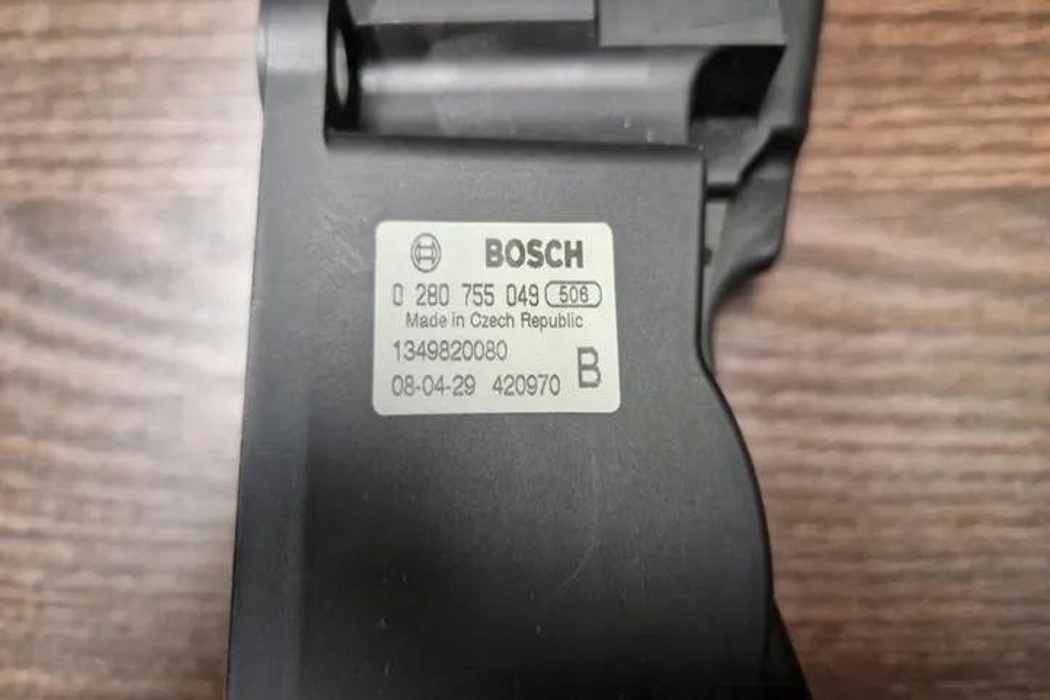 BOSCH
0 280 755 049 506
Made in Czech Republic
1349820080
08-04-29 420970 B